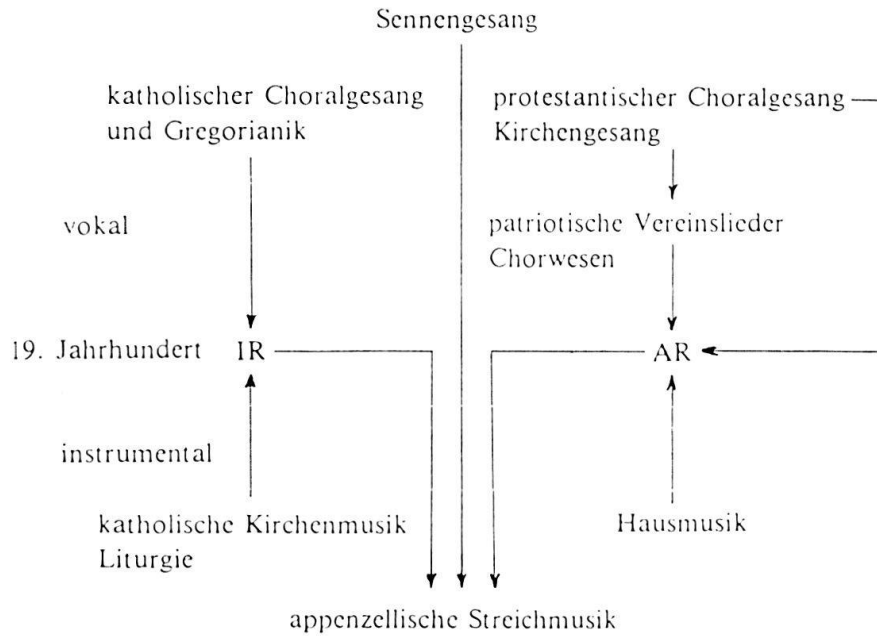 Sennengesang
katholischer Choralgesang
und Gregorianik
protestantischer Choralgesang
Kirchengesang
vokal
patriotische Vereinslieder
Chorwesen
19. Jahrhundert IR
AR
instrumental
katholische Kirchenmusik
Liturgie
Hausmusik
appenzellische Streichmusik